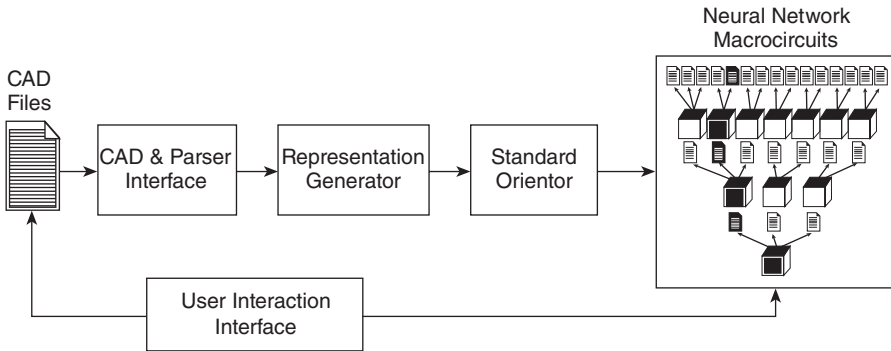 Neural Network
Macrocircuits
CAD
Files
CAD & Parser
Interface
Representation
Generator
Standard
Orientor
User Interaction
Interface